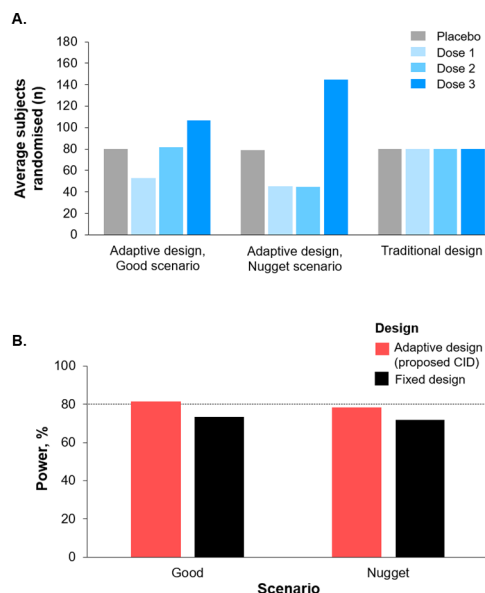 A.
Average subjects
randomised (n)
180
160
140
120
100
80
60
40
20
0
Placebo
Dose 1
Dose 2
Dose 3
Adaptive design,
Good scenario
Adaptive design,
Nugget scenario
Traditional design
B.
Design
Adaptive design
(proposed CID)
Fixed design
Power, %
100
80
60
40
20
0
Good
Nugget
Scenario